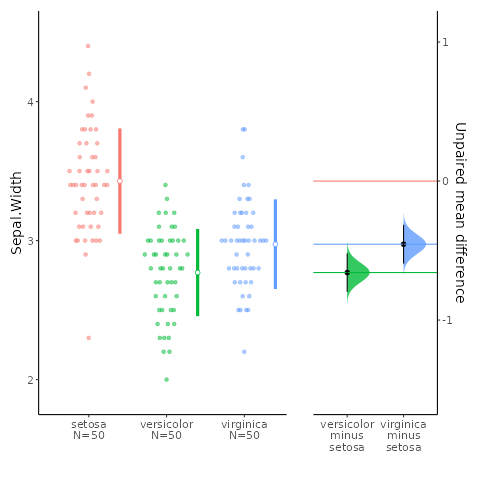 Sepal.Width
4
3
2
setosa
N=50
versicolor
N=50
virginica
N=50
1
0
-1
Unpaired mean difference
versicolor
minus
setosa
virginica
minus
setosa